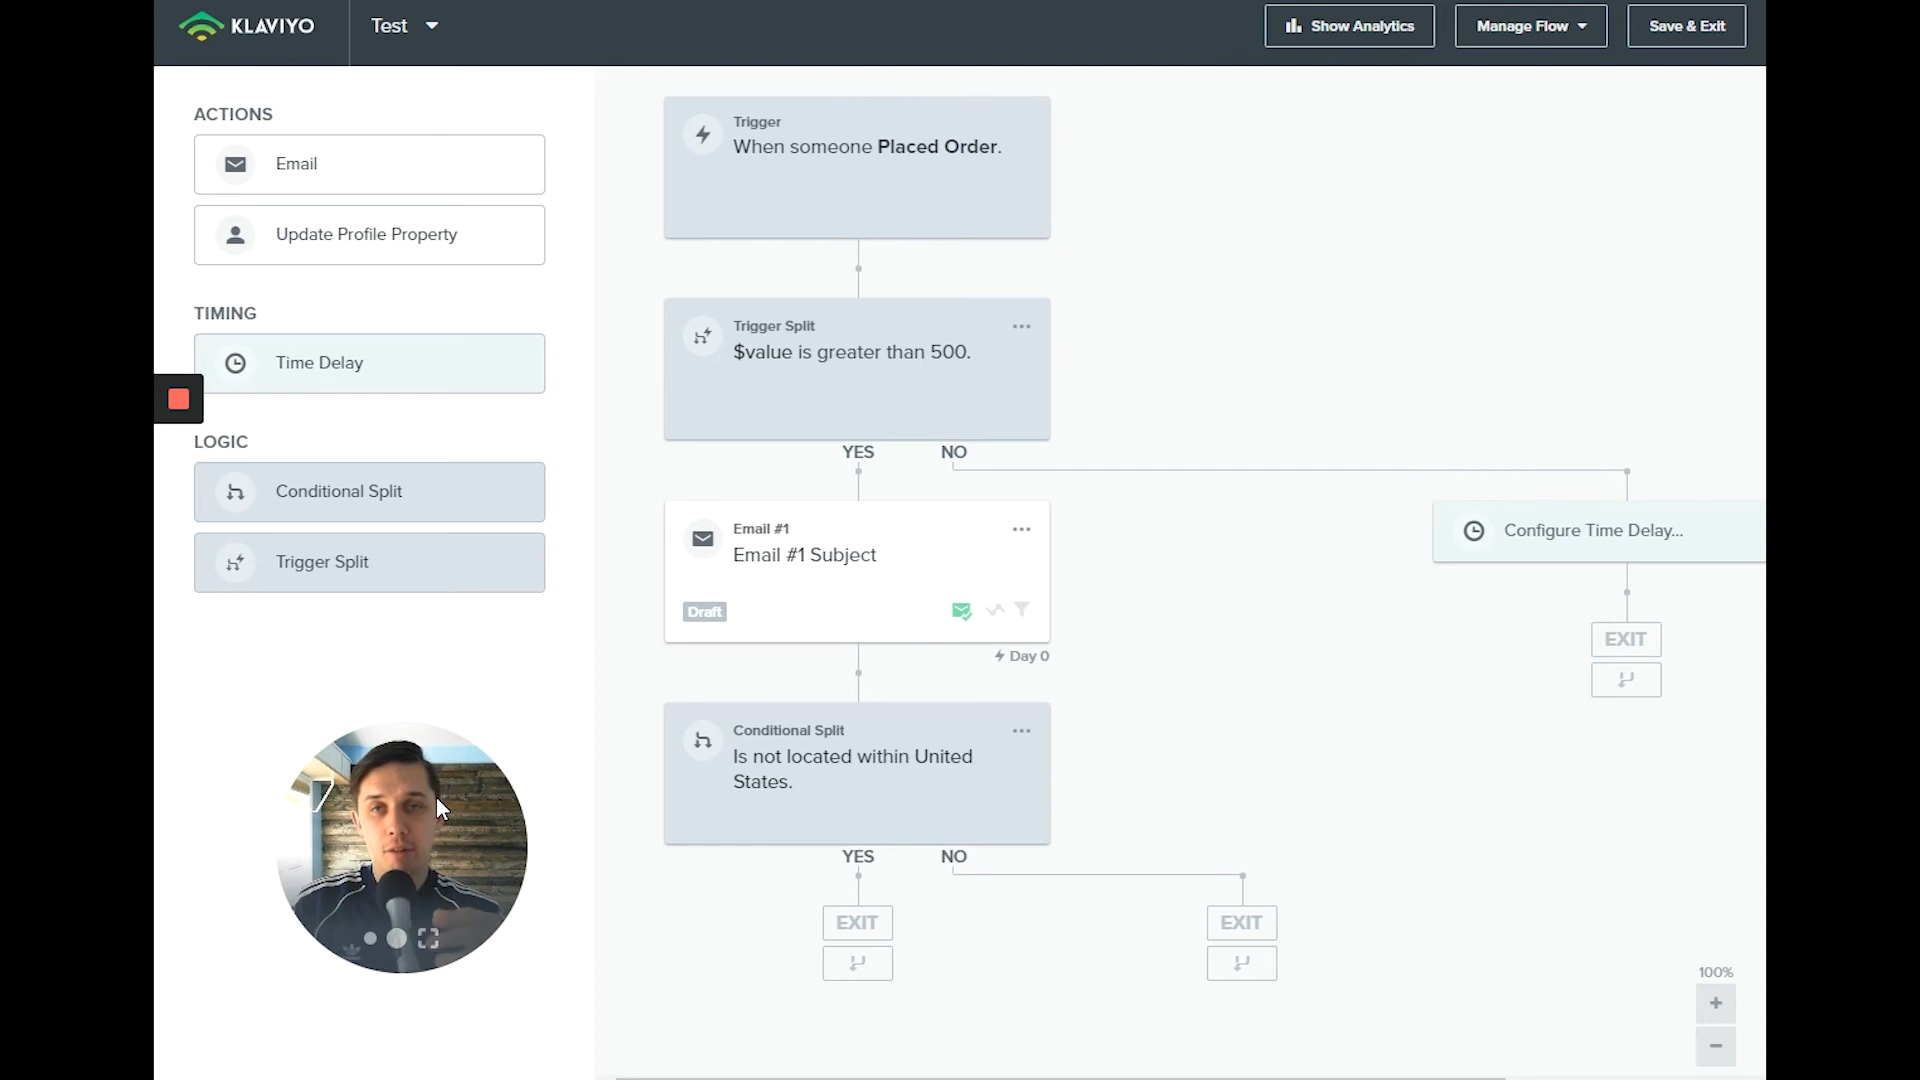 KLAVIYO
Test
Show Analytics
Manage Flow
Save & Exit
ACTIONS
Email
Update Profile Property
TIMING
Time Delay
LOGIC
Conditional Split
Trigger Split
Trigger
When someone Placed Order.
Trigger Split
$value is greater than 500.
YES
NO
Email #1
Email #1 Subject
Draft
Day 0
Configure Time Delay...
EXIT
Conditional Split
Is not located within United
States.
YES
NO
EXIT
EXIT
100%